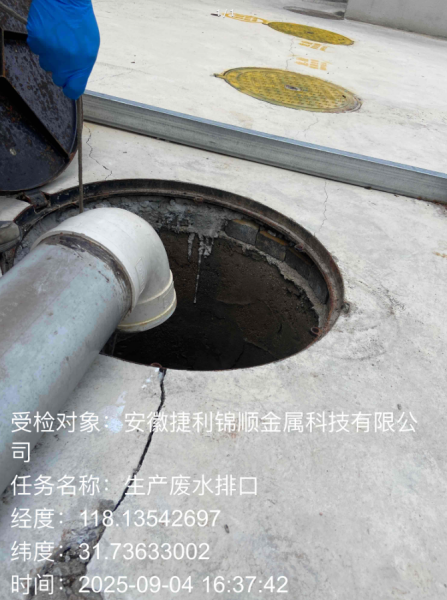 受检对象：安徽捷利锦顺金属科技有限公
司
任务名称：生产废水排口
经度：118.13542697
纬度：31.73633002
时间：2025-09-04 16:37:42